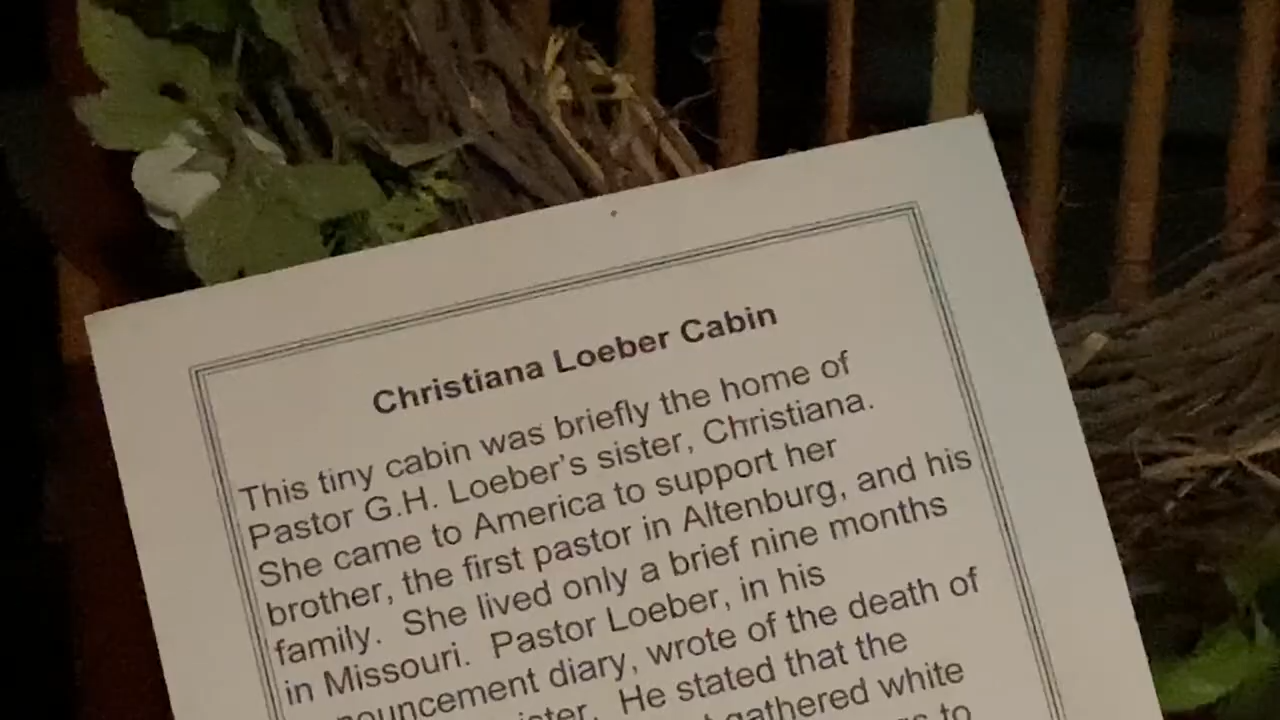 Christiana Loeber Cabin
This tiny cabin was briefly the home of
Pastor G.H. Loeber's sister, Christiana.
She came to America to support her
brother, the first pastor in Altenburg, and his
family. She lived only a brief nine months
in Missouri. Pastor Loeber, in his
diary, wrote of the death of
He stated that the
gathered white
to